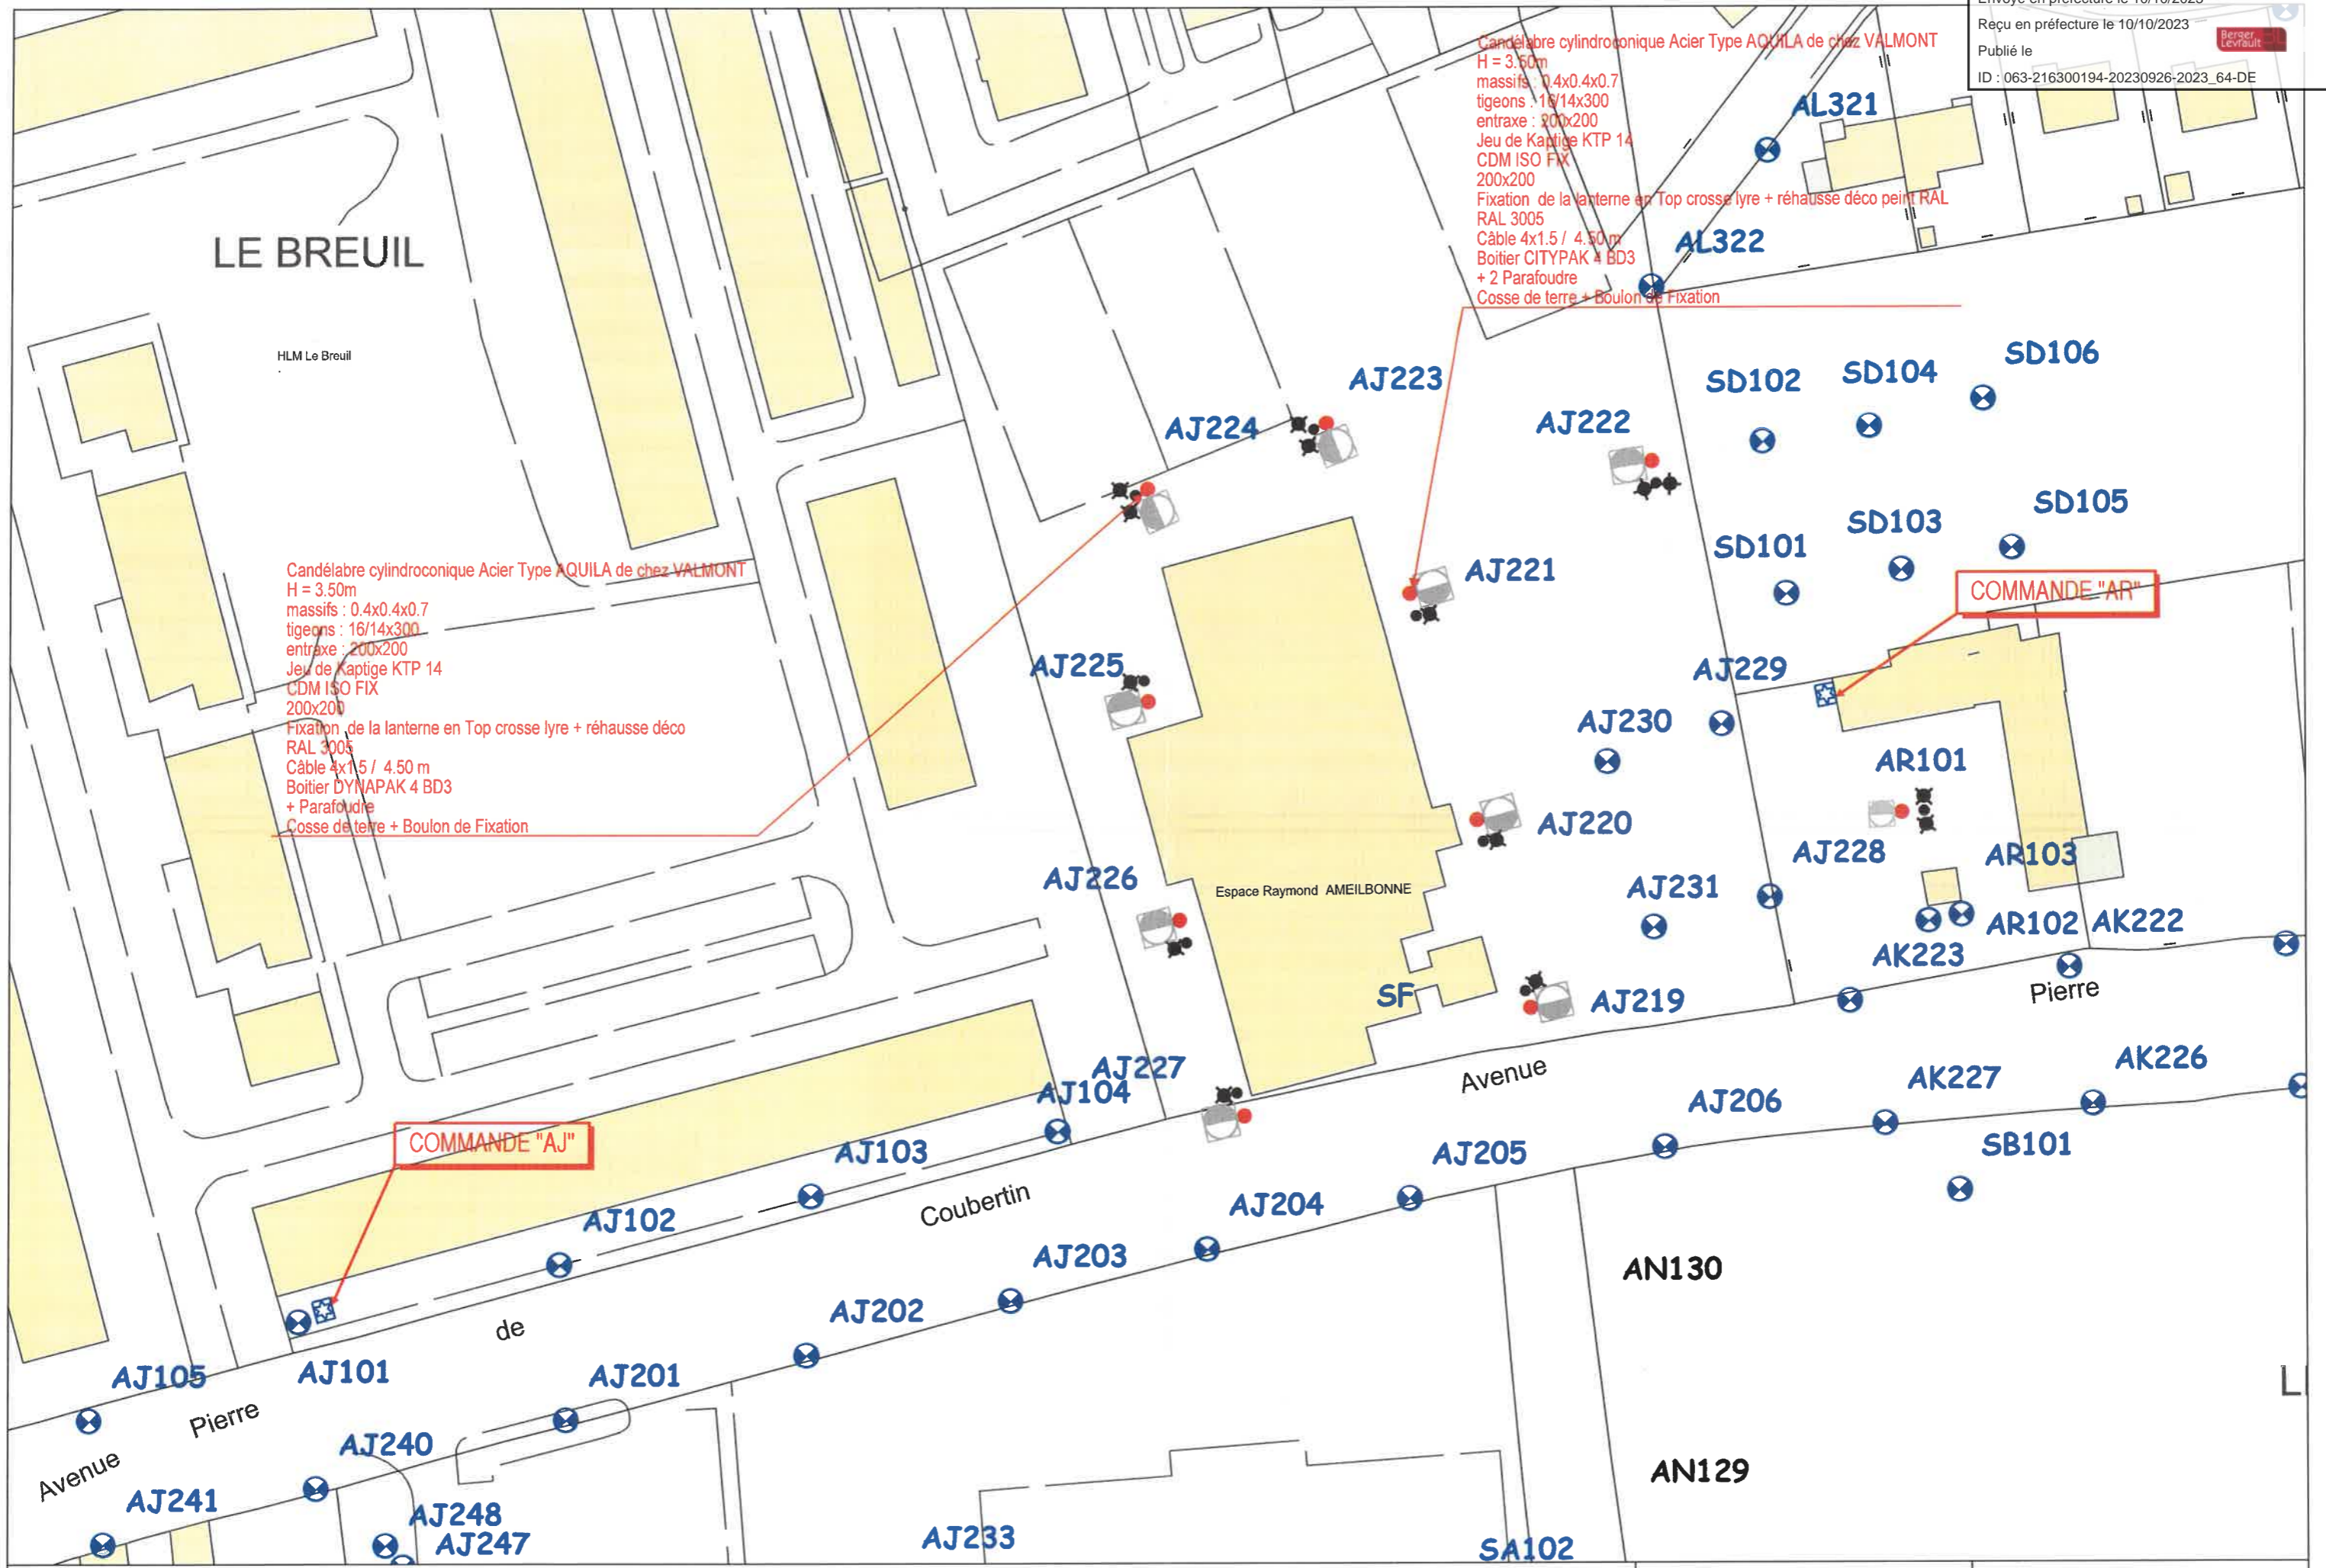 Reçu en préfecture le 10/10/2023
Berger
Levrault
Publié le
ID : 063-216300194-20230926-2023_64-DE
Candélabre cylindroconique Acier Type AQUILA de chez VALMONT
H = 3.50m
massifs : 0.4x0.4x0.7
tigeons : 16/14x300
entraxe : 200x200
Jeu de Kaptige KTP 14
CDM ISO FIX
200x200
Fixation de la lanterne en Top crosse lyre + réhausse déco peint RAL
RAL 3005
Câble 4x1.5 / 4.50 m
Boitier CITYPAK 4 BD3
+ 2 Parafoudre
Cosse de terre + Boulon de Fixation
AL321
AL322
LE BREUIL
HLM Le Breuil
AJ223
AJ224
AJ222
SD102
SD104
SD106
SD101
SD103
SD105
AJ221
COMMANDE "AR"
Candélabre cylindroconique Acier Type AQUILA de chez VALMONT
H = 3.50m
massifs : 0.4x0.4x0.7
tigeons : 16/14x300
entraxe : 200x200
Jeu de Kaptige KTP 14
CDM ISO FIX
200x200
Fixation de la lanterne en Top crosse lyre + réhausse déco
RAL 3005
Câble 4x1.5 / 4.50 m
Boitier DYNAPAK 4 BD3
+ Parafoudre
Cosse de terre + Boulon de Fixation
AJ225
AJ229
AJ230
AR101
AJ220
AJ228
AR103
AJ226
Espace Raymond AMEILBONNE
AJ231
AR102
AK222
AK223
SF
AJ219
Pierre
Avenue
AJ227
AJ104
AJ206
AK227
AK226
COMMANDE "AJ"
AJ103
AJ205
SB101
AJ102
Coubertin
AJ204
AJ203
AN130
AJ202
de
AJ105
AJ101
AJ201
Pierre
Avenue
AJ240
AN129
AJ241
AJ248
AJ247
AJ233
SA102